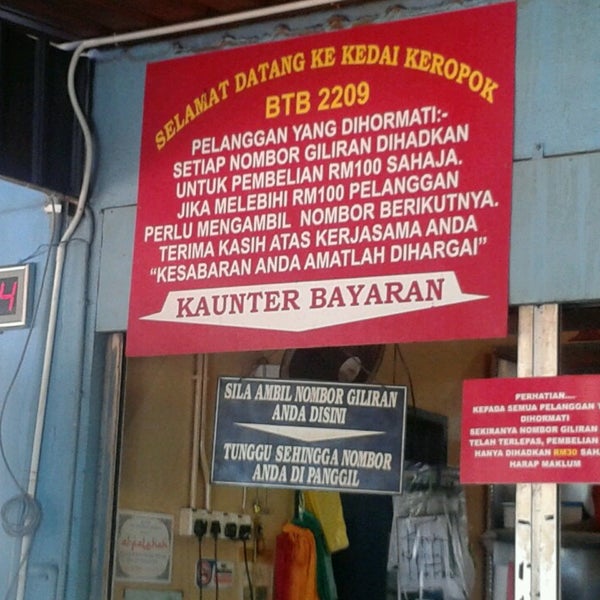 SELAMAT DATANG KE KEDAI KEROPOK
BTB 2209
PELANGGAN YANG DIHORMATI:-
SETIAP NOMBOR GILIRAN DIHADKAN
UNTUK PEMBELIAN RM100 SAHAJA.
JIKA MELEBIHI RM100 PELANGGAN
PERLU MENGAMBIL NOMBOR BERIKUTNYA.
TERIMA KASIH ATAS KERJASAMA ANDA
"KESABARAN ANDA AMATLAH DIHARGAI"
KAUNTER BAYARAN
4
SILA AMBIL NOMBOR GILIRAN
ANDA DISINI
TUNGGU SEHINGGA NOMBOR
ANDA DI PANGGIL
PERHATIAN....
KEPADA SEMUA PELANGGAN
DIHORMATI
SEKIRANYA NOMBOR GILIRAN
TELAH TERLEPAS, PEMBELIAN
HANYA DIHADKAN RM30
HARAP MAKLUM